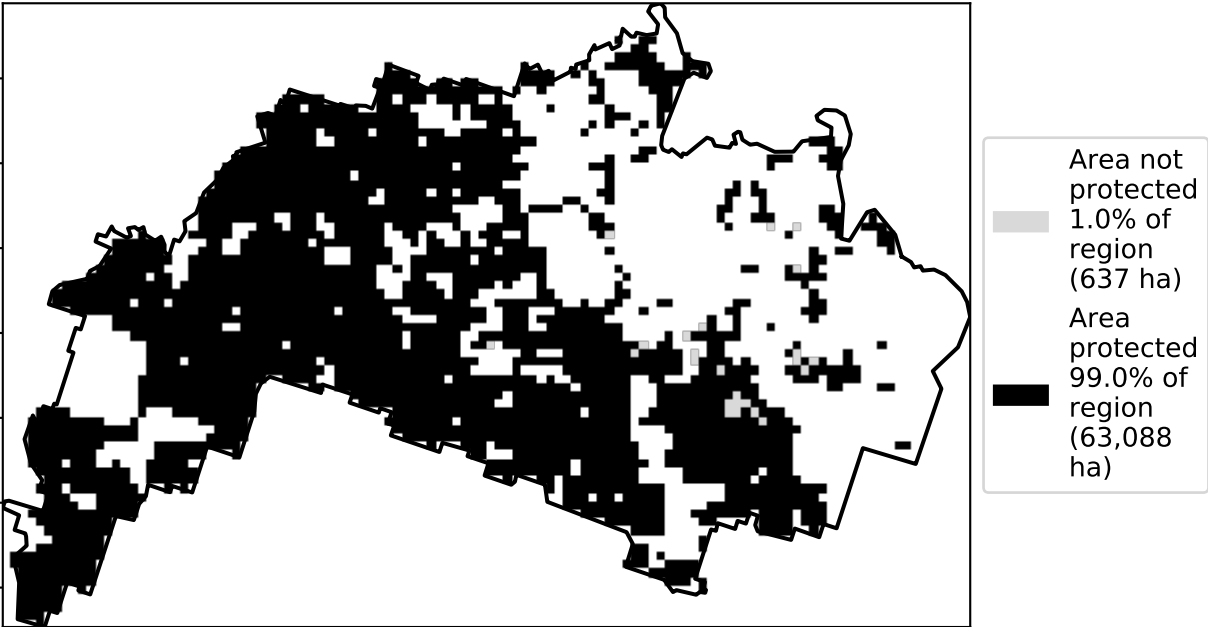 Area not
protected
1.0% of
region
(637 ha)
Area
protected
99.0% of
region
(63,088
ha)